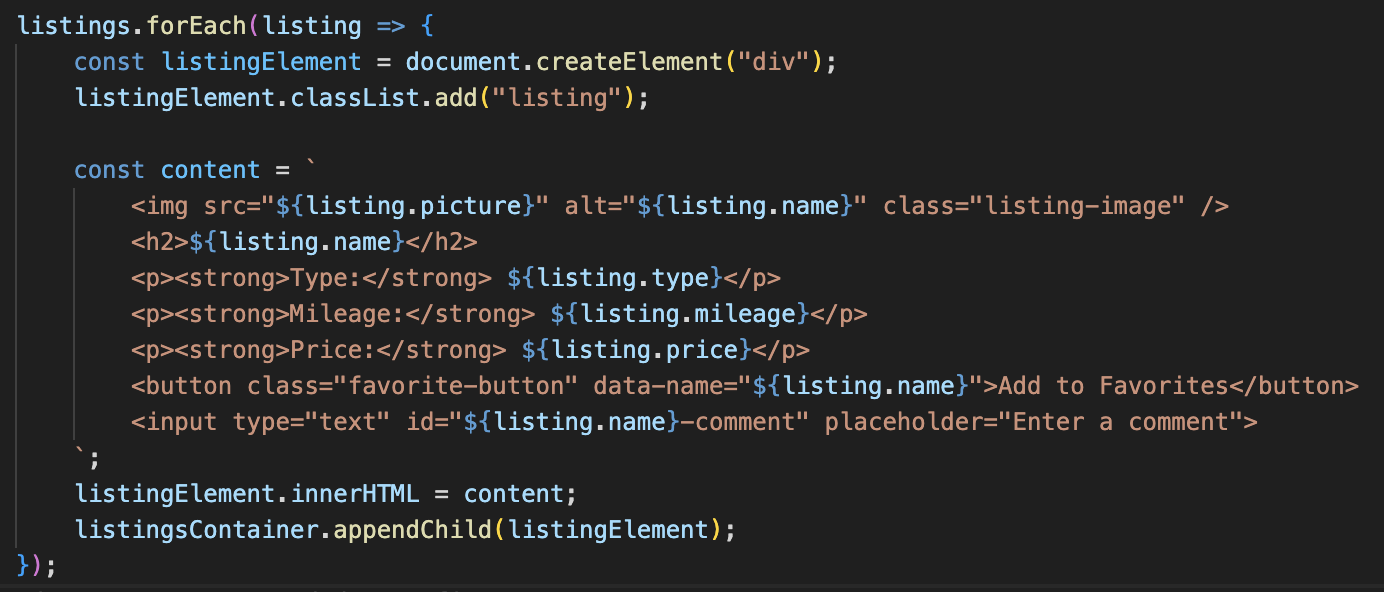 listings.forEach(listing => {
    const listingElement = document.createElement("div");
    listingElement.classList.add("listing");

    const content = `
        <img src="${listing.picture}" alt="${listing.name}" class="listing-image" />
        <h2>${listing.name}</h2>
        <p><strong>Type:</strong> ${listing.type}</p>
        <p><strong>Mileage:</strong> ${listing.mileage}</p>
        <p><strong>Price:</strong> ${listing.price}</p>
        <button class="favorite-button" data-name="${listing.name}">Add to Favorites</button>
        <input type="text" id="${listing.name}-comment" placeholder="Enter a comment">
    `;
    listingElement.innerHTML = content;
    listingsContainer.appendChild(listingElement);
});